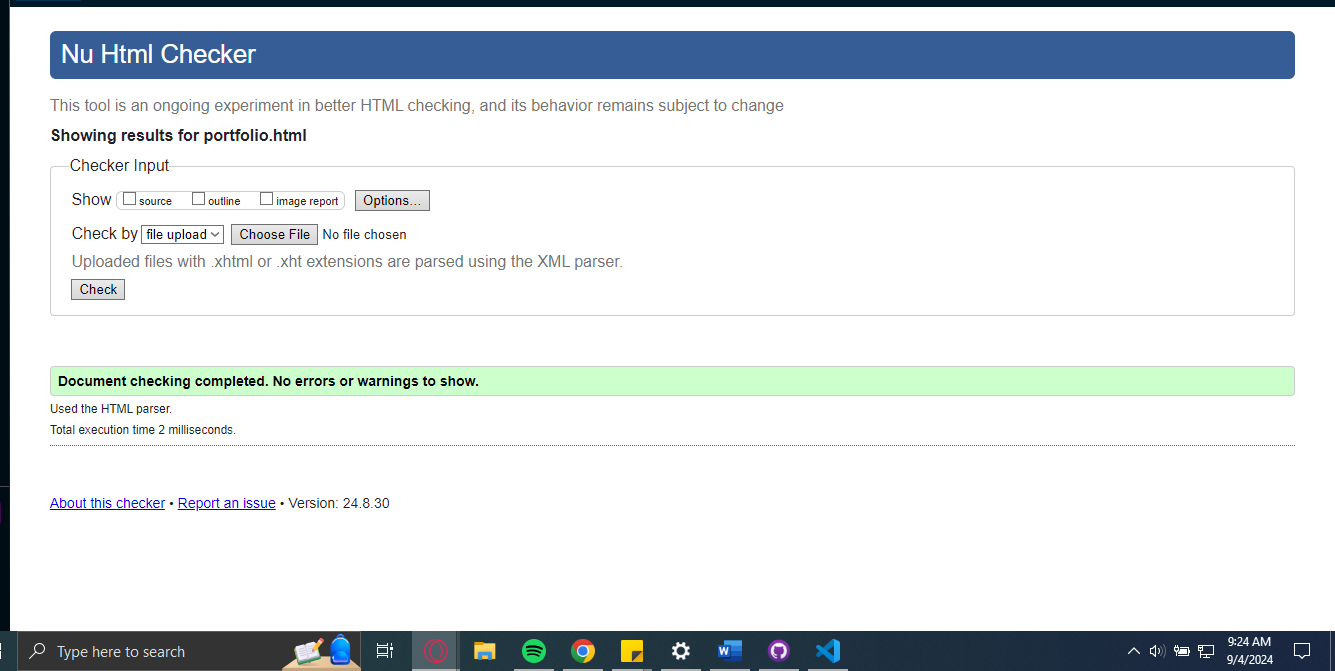 Nu Html Checker
This tool is an ongoing experiment in better HTML checking, and its behavior remains subject to change
Showing results for portfolio.html
Checker Input
Show source outline image report Options...
Check by file upload Choose File No file chosen
Uploaded files with .xhtml or .xht extensions are parsed using the XML parser.
Check
Document checking completed. No errors or warnings to show.
Used the HTML parser.
Total execution time 2 milliseconds.
About this checker • Report an issue • Version: 24.8.30
Type here to search
9:24 AM
9/4/2024